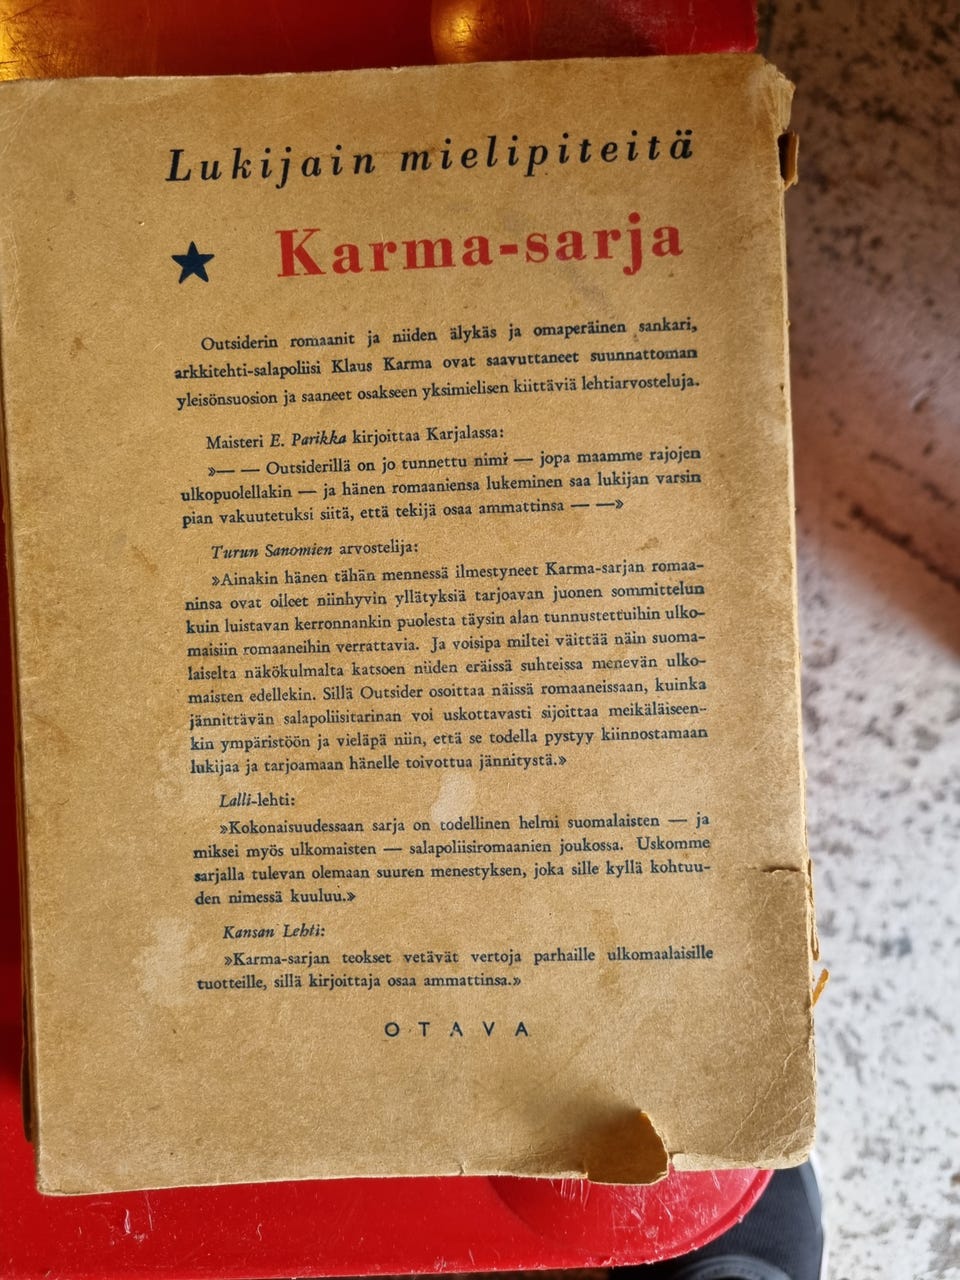 Lukijain mielipiteitä
★ Karma-sarja
Outsiderin romaanit ja niiden älykäs ja omaperäinen sankari,
arkkitehti-salapoliisi Klaus Karma ovat saavuttaneet suunnattoman
yleisönsuosion ja saaneet osakseen yksimielisen kiittäviä lehtiarvosteluja.
Maisteri E. Parikka kirjoittaa Karjalassa:
»— — Outsiderillä on jo tunnettu nimi — jopa maamme rajojen
ulkopuolellakin — ja hänen romaaniensa lukeminen saa lukijan varsin
pian vakuutetuksi siitä, että tekijä osaa ammattinsa — —»
Turun Sanomien arvostelija:
»Ainakin hänen tähän mennessä ilmestyneet Karma-sarjan romaa-
ninsa ovat olleet niinhyvin yllätyksiä tarjoavan juonen sommittelun
kuin luistavan kerronnankin puolesta täysin alan tunnustettuihin ulko-
maisiin romaaneihin verrattavia. Ja voisipa miltei väittää näin suoma-
laiselta näkökulmalta katsoen niiden eräissä suhteissa menevän ulko-
maisten edellekin. Sillä Outsider osoittaa näissä romaaneissaan, kuinka
jännittävän salapoliisitarinan voi uskottavasti sijoittaa meikäläiseen-
kin ympäristöön ja vieläpä niin, että se todella pystyy kiinnostamaan
lukijaa ja tarjoamaan hänelle toivottua jännitystä.»
Lalli-lehti:
»Kokonaisuudessaan sarja on todellinen helmi suomalaisten — ja
miksei myös ulkomaisten — salapoliisiromaanien joukossa. Uskomme
sarjalla tulevan olemaan suuren menestyksen, joka sille kyllä kohtuu-
den nimessä kuuluu.»
Kansan Lehti:
»Karma-sarjan teokset vetävät vertoja parhaille ulkomaalaisille
tuotteille, sillä kirjoittaja osaa ammattinsa.»
OTAVA